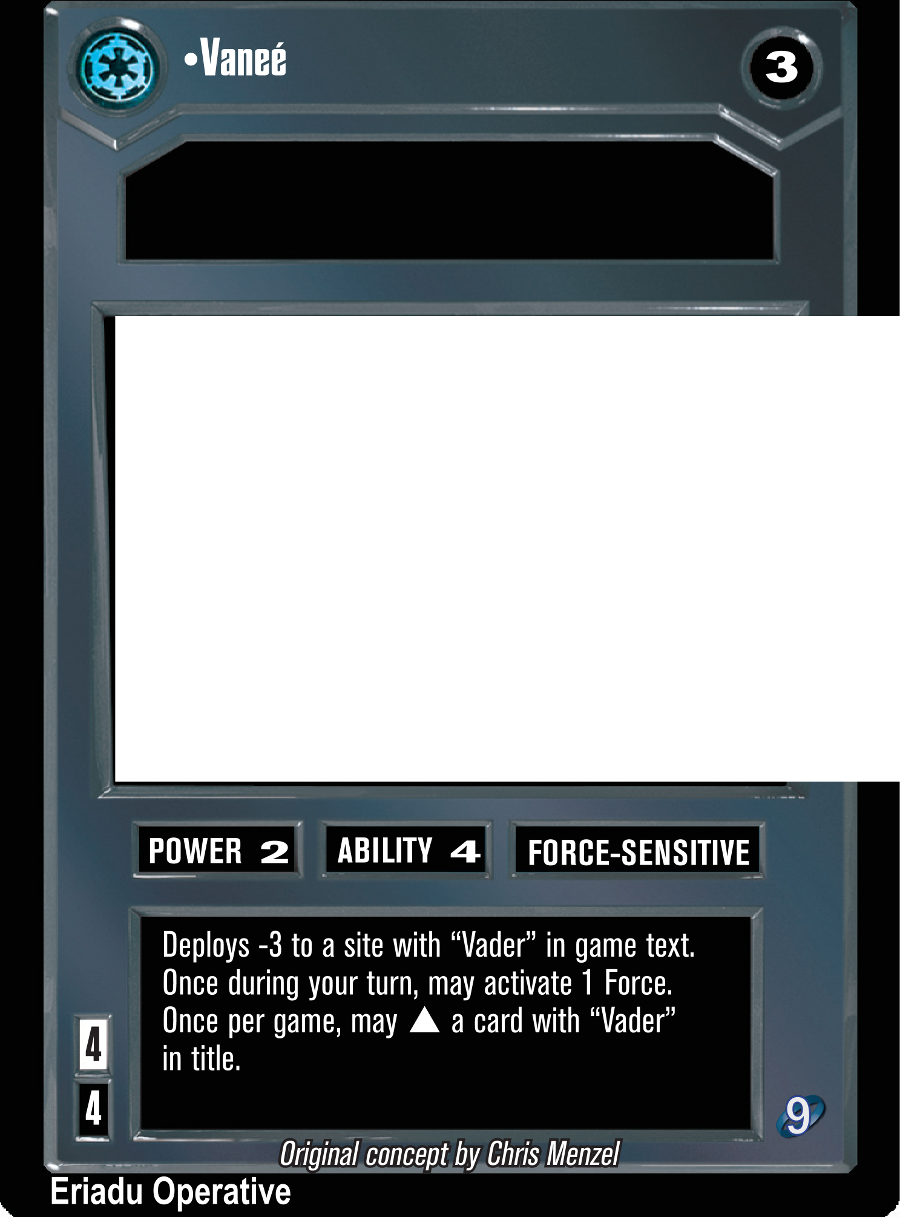 •Vaneé
3
POWER 2
ABILITY 4
FORCE-SENSITIVE
Deploys -3 to a site with “Vader” in game text.
Once during your turn, may activate 1 Force.
Once per game, may ▲ a card with “Vader”
in title.
4
4
9
Original concept by Chris Menzel
Eriadu Operative